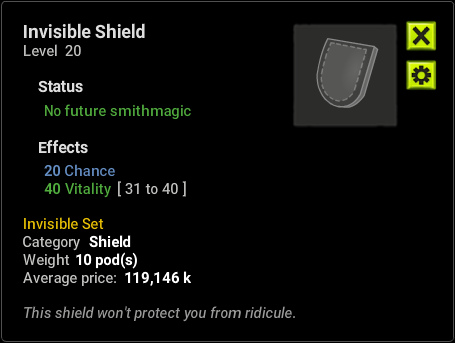 Invisible Shield
Level 20
Status
No future smithmagic
Effects
20 Chance
40 Vitality [ 31 to 40 ]
Invisible Set
Category Shield
Weight 10 pod(s)
Average price: 119,146 k
This shield won't protect you from ridicule.